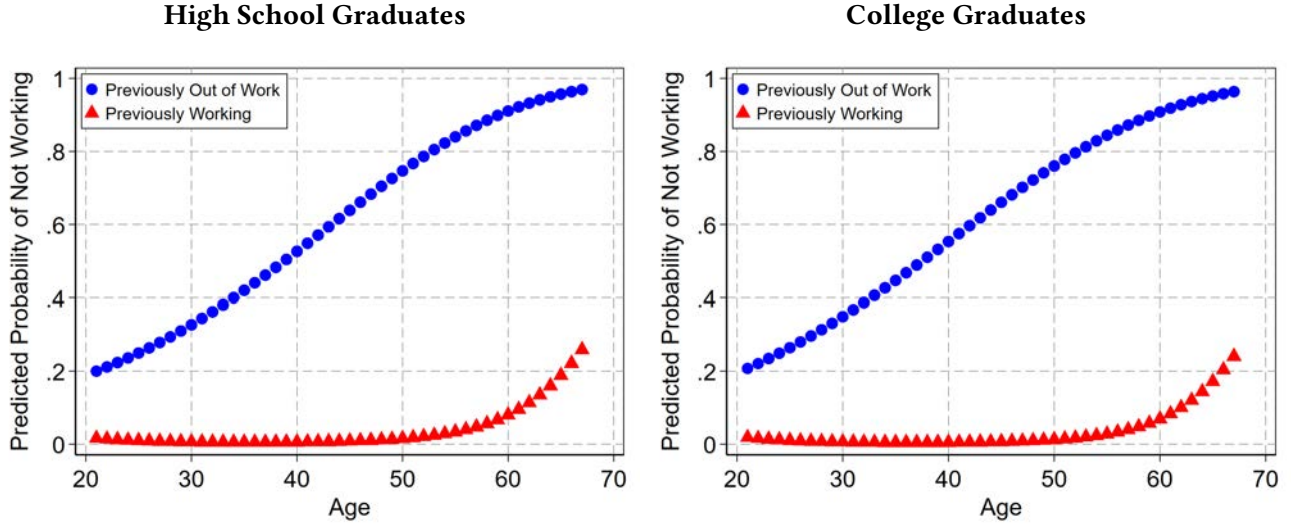 High School Graduates
Predicted Probability of Not Working
1
.8
.6
.4
.2
0
Previously Out of Work
Previously Working
20 30 40 50 60 70
Age
College Graduates
Predicted Probability of Not Working
1
.8
.6
.4
.2
0
Previously Out of Work
Previously Working
20 30 40 50 60 70
Age